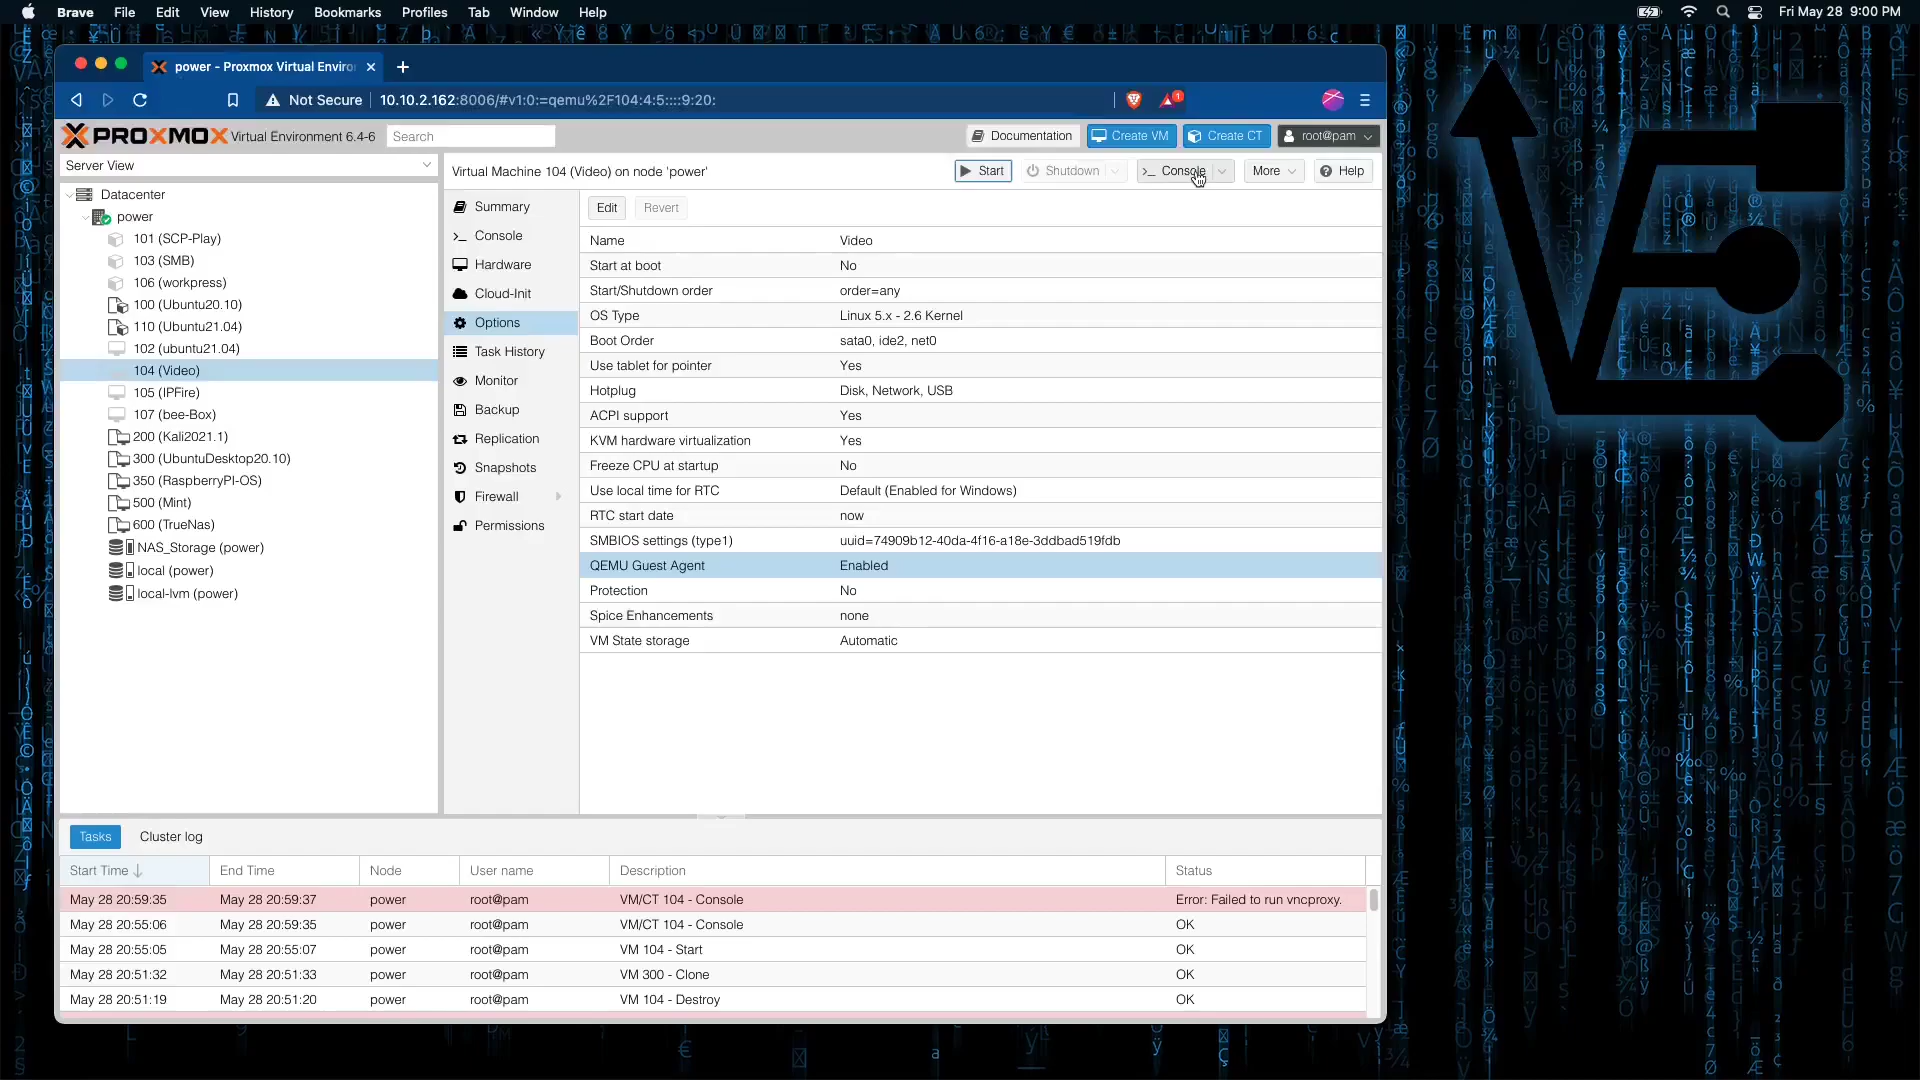 Brave File Edit View History Bookmarks Profiles Tab Window Help Fri May 28 9:00 PM
power - Proxmox Virtual Enviro
Not Secure 10.10.2.162:8006/#v1:0:=qemu%2F104:4:5::::9:20: 1
PROXMOX Virtual Environment 6.4-6 Search Documentation Create VM Create CT root@pam
Server View
Virtual Machine 104 (Video) on node 'power' Start Shutdown Console More Help
Datacenter
power
101 (SCP-Play)
103 (SMB)
106 (workpress)
100 (Ubuntu20.10)
110 (Ubuntu21.04)
102 (ubuntu21.04)
104 (Video)
105 (IPFire)
107 (bee-Box)
200 (Kali2021.1)
300 (UbuntuDesktop20.10)
350 (RaspberryPI-OS)
500 (Mint)
600 (TrueNas)
NAS_Storage (power)
local (power)
local-lvm (power)
Summary
Console
Hardware
Cloud-Init
Options
Task History
Monitor
Backup
Replication
Snapshots
Firewall
Permissions
Edit Revert
Name Video
Start at boot No
Start/Shutdown order order=any
OS Type Linux 5.x - 2.6 Kernel
Boot Order sata0, ide2, net0
Use tablet for pointer Yes
Hotplug Disk, Network, USB
ACPI support Yes
KVM hardware virtualization Yes
Freeze CPU at startup No
Use local time for RTC Default (Enabled for Windows)
RTC start date now
SMBIOS settings (type1) uuid=74909b12-40da-4f16-a18e-3ddbad519fdb
QEMU Guest Agent Enabled
Protection No
Spice Enhancements none
VM State storage Automatic
Tasks Cluster log
Start Time End Time Node User name Description Status
May 28 20:59:35 May 28 20:59:37 power root@pam VM/CT 104 - Console Error: Failed to run vncproxy.
May 28 20:55:06 May 28 20:59:35 power root@pam VM/CT 104 - Console OK
May 28 20:55:05 May 28 20:55:07 power root@pam VM 104 - Start OK
May 28 20:51:32 May 28 20:51:33 power root@pam VM 300 - Clone OK
May 28 20:51:19 May 28 20:51:20 power root@pam VM 104 - Destroy OK